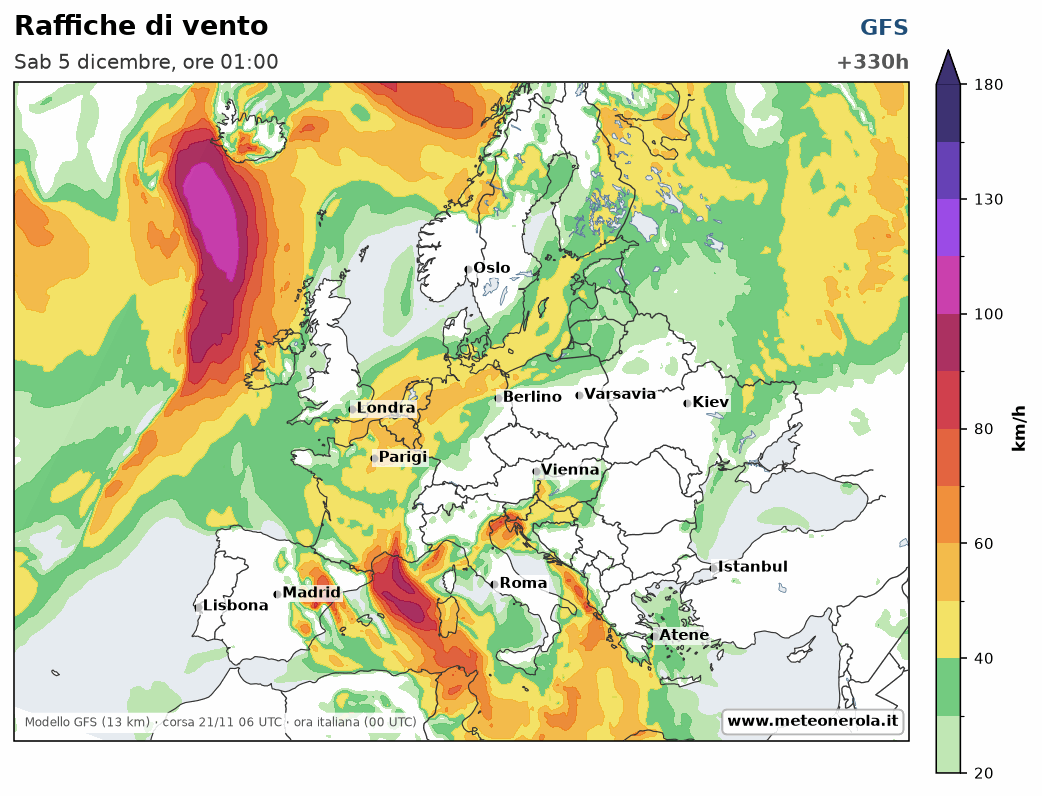 Raffiche di vento
GFS
Sab 5 dicembre, ore 01:00
+330h
180
130
100
80
60
40
20
km/h
Oslo
Berlino
Varsavia
Kiev
Londra
Parigi
Vienna
Istanbul
Roma
Madrid
Lisbona
Atene
Modello GFS (13 km) · corsa 21/11 06 UTC · ora italiana (00 UTC)
www.meteonerola.it